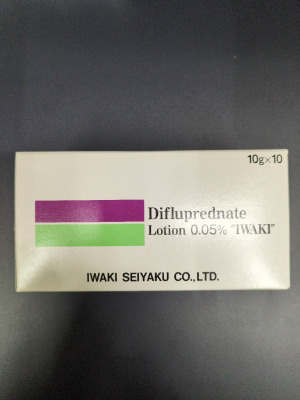 10g×10
Difluprednate
Lotion 0.05% "IWAKI"
IWAKI SEIYAKU CO.,LTD.